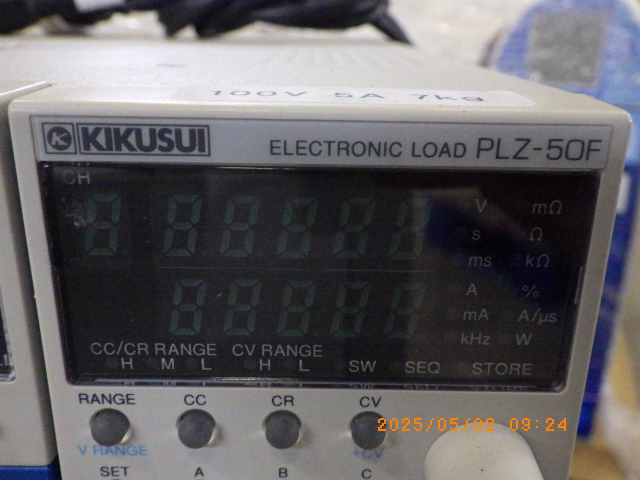 100V 5A 7kg
KIKUSUI ELECTRONIC LOAD PLZ-50F
CH
V mΩ
s Ω
ms kΩ
A %
mA A/µs
kHz W
CC/CR RANGE CV RANGE
H M L H L SW SEQ STORE
RANGE CC CR CV
2025/05/02 09:24
V RANGE +CV
SET A B C